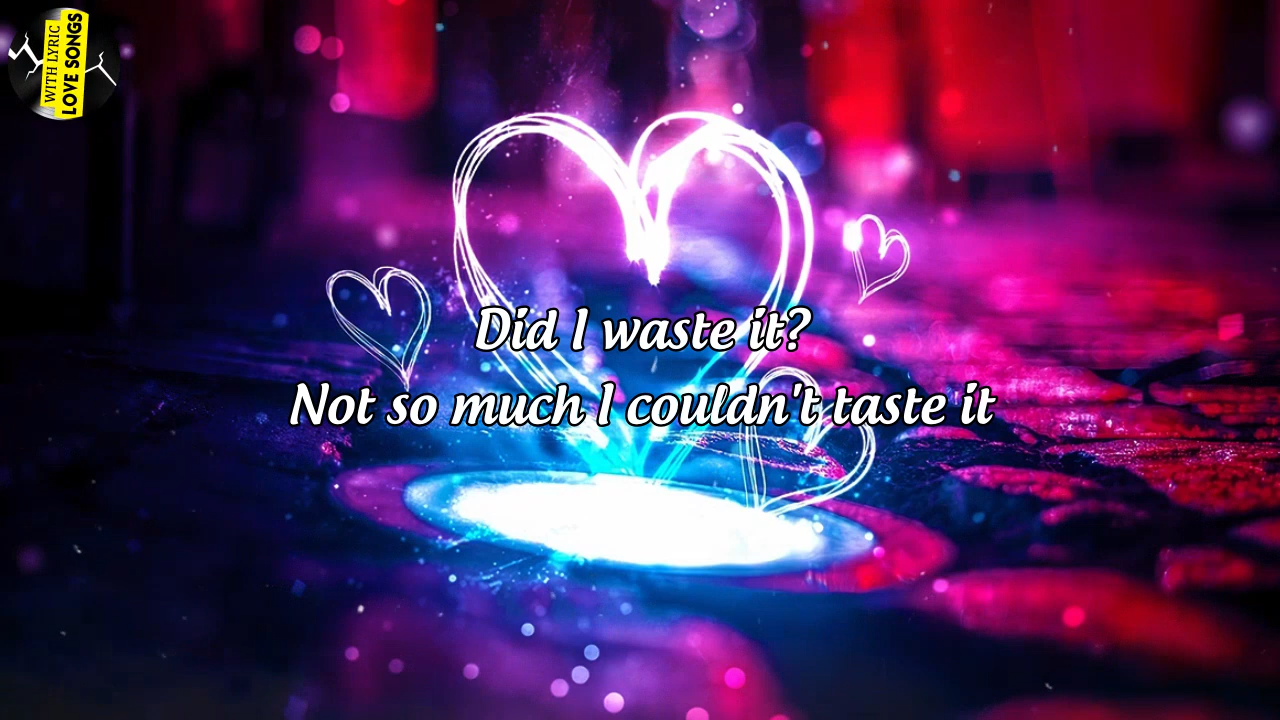 WITH LYRIC
LOVE SONGS
Did I waste it?
Not so much I couldn't taste it